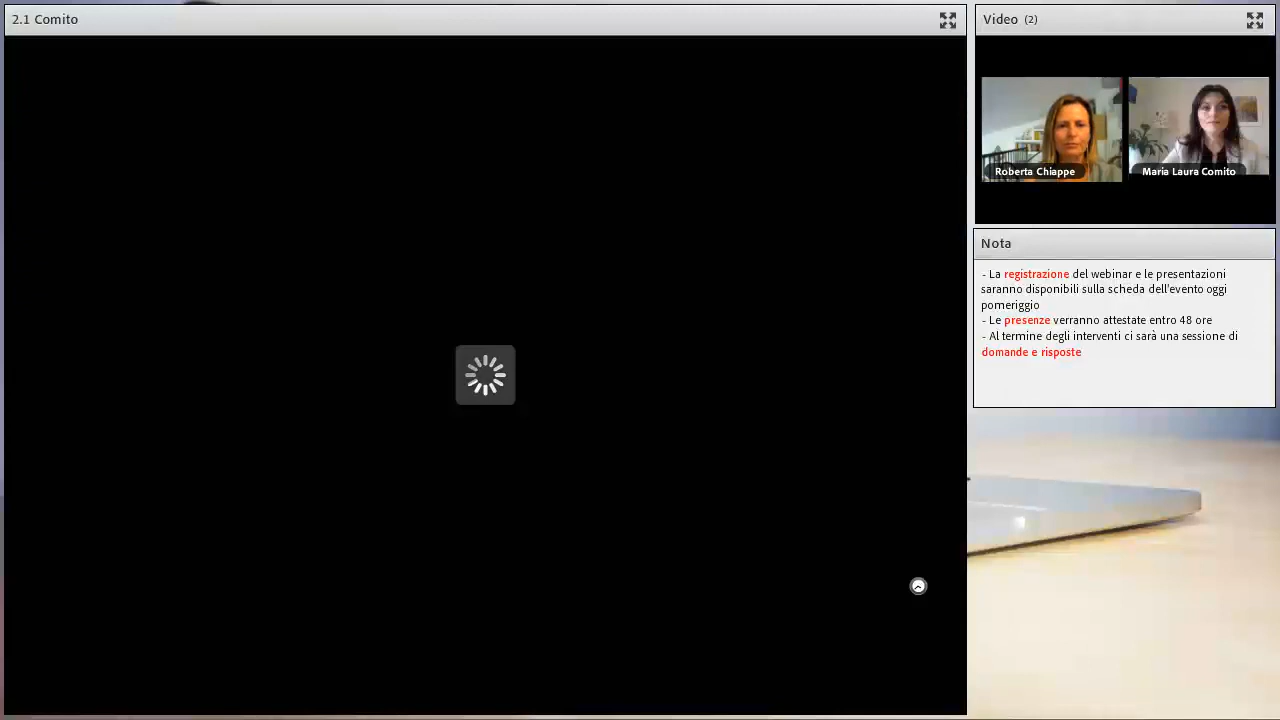 2.1 Comito
Video (2)
Roberta Chiappe
Maria Laura Comito
Nota
- La registrazione del webinar e le presentazioni
saranno disponibili sulla scheda dell'evento oggi
pomeriggio
- Le presenze verranno attestate entro 48 ore
- Al termine degli interventi ci sarà una sessione di
domande e risposte